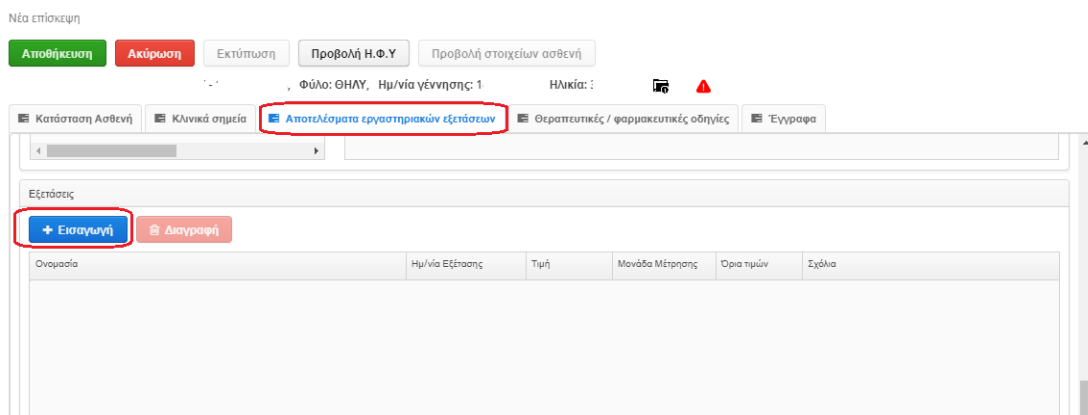 Νέα επίσκεψη
Αποθήκευση Ακύρωση Εκτύπωση Προβολή Η.Φ.Υ Προβολή στοιχείων ασθενή
, Φύλο: ΘΗΛΥ, Ημ/νία γέννησης: 1 Ηλικία:
Κατάσταση Ασθενή Κλινικά σημεία Αποτελέσματα εργαστηριακών εξετάσεων Θεραπευτικές / φαρμακευτικές οδηγίες Έγγραφα
Εξετάσεις
+ Εισαγωγή Διαγραφή
Ονομασία Ημ/νία Εξέτασης Τιμή Μονάδα Μέτρησης Όρια τιμών Σχόλια